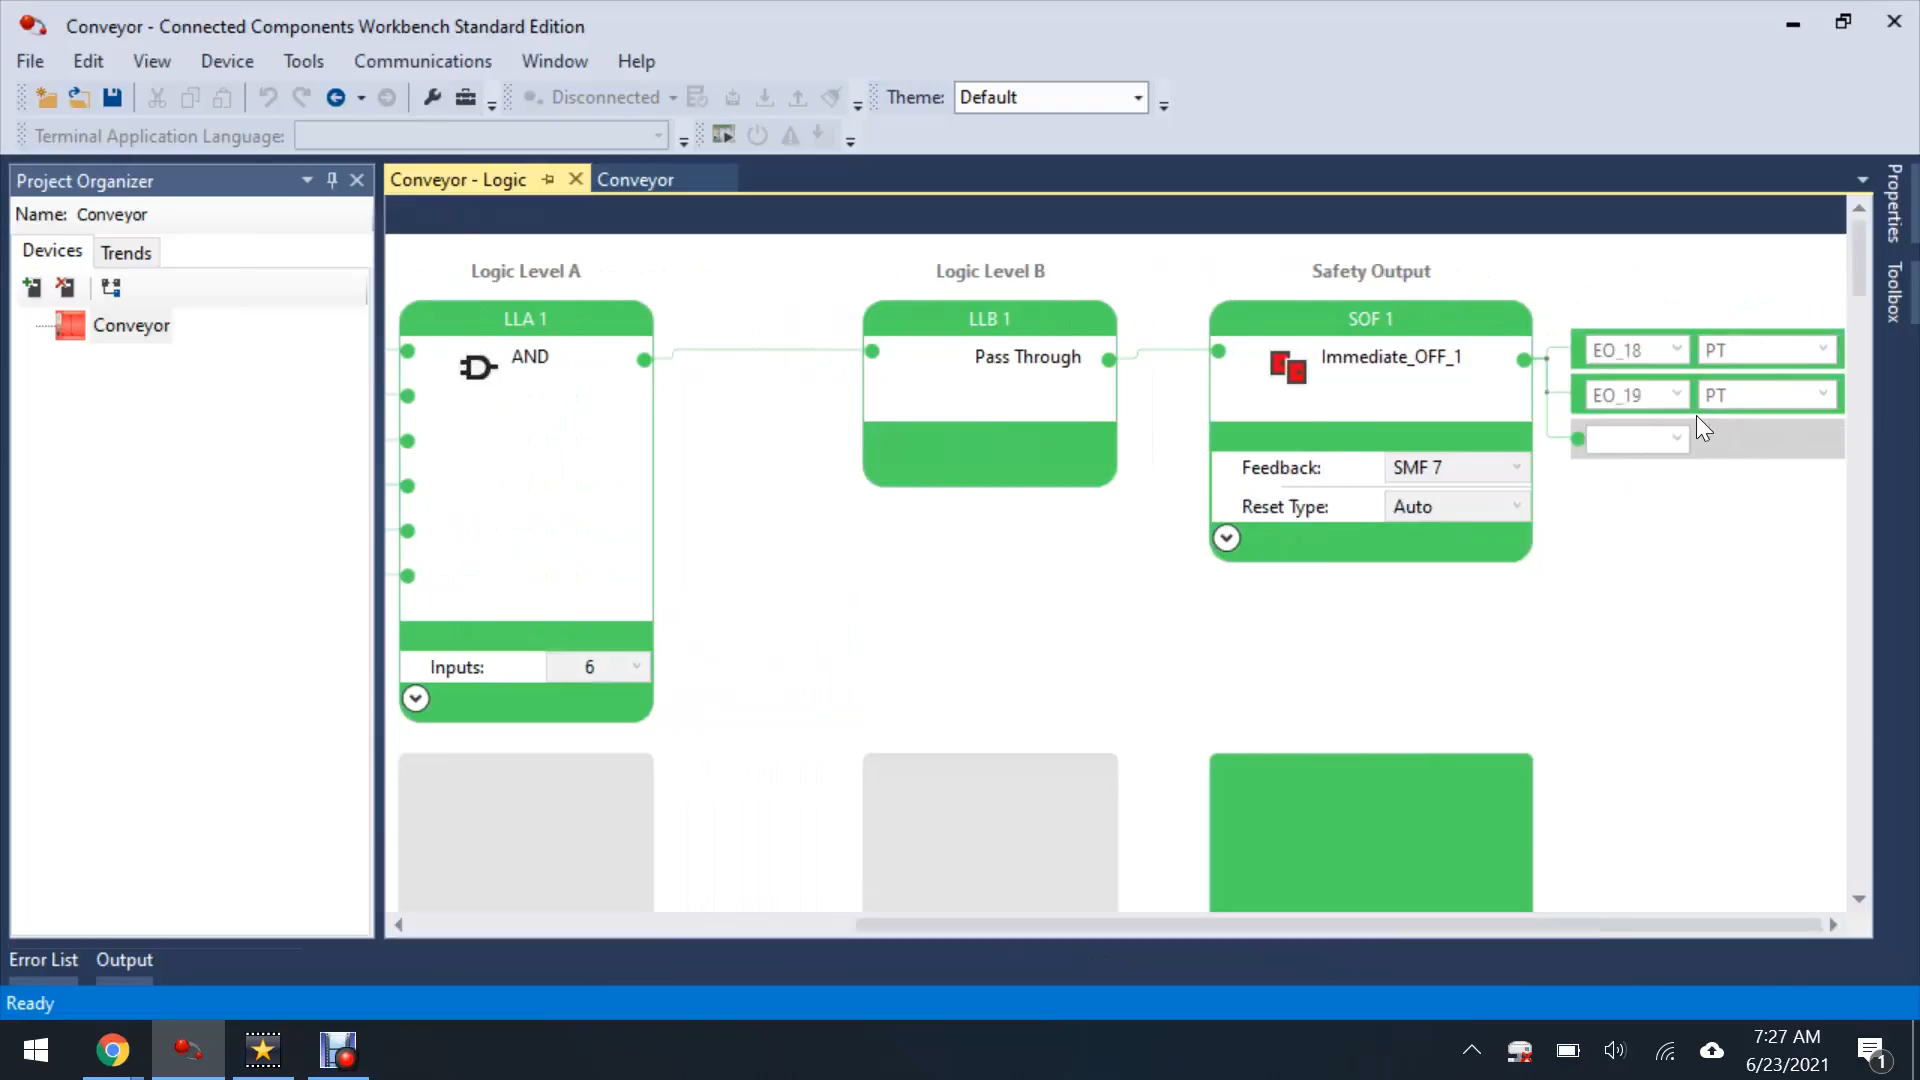 Conveyor - Connected Components Workbench Standard Edition
File Edit View Device Tools Communications Window Help
Disconnected Theme: Default
Terminal Application Language:
Project Organizer
Name: Conveyor
Devices Trends
Conveyor
Conveyor - Logic Conveyor
Logic Level A Logic Level B Safety Output
LLA 1 LLB 1 SOF 1
AND Pass Through Immediate_OFF_1
EO_18 PT
EO_19 PT
Feedback: SMF 7
Reset Type: Auto
Inputs: 6
Properties
Toolbox
Error List Output
Ready
7:27 AM
6/23/2021
1